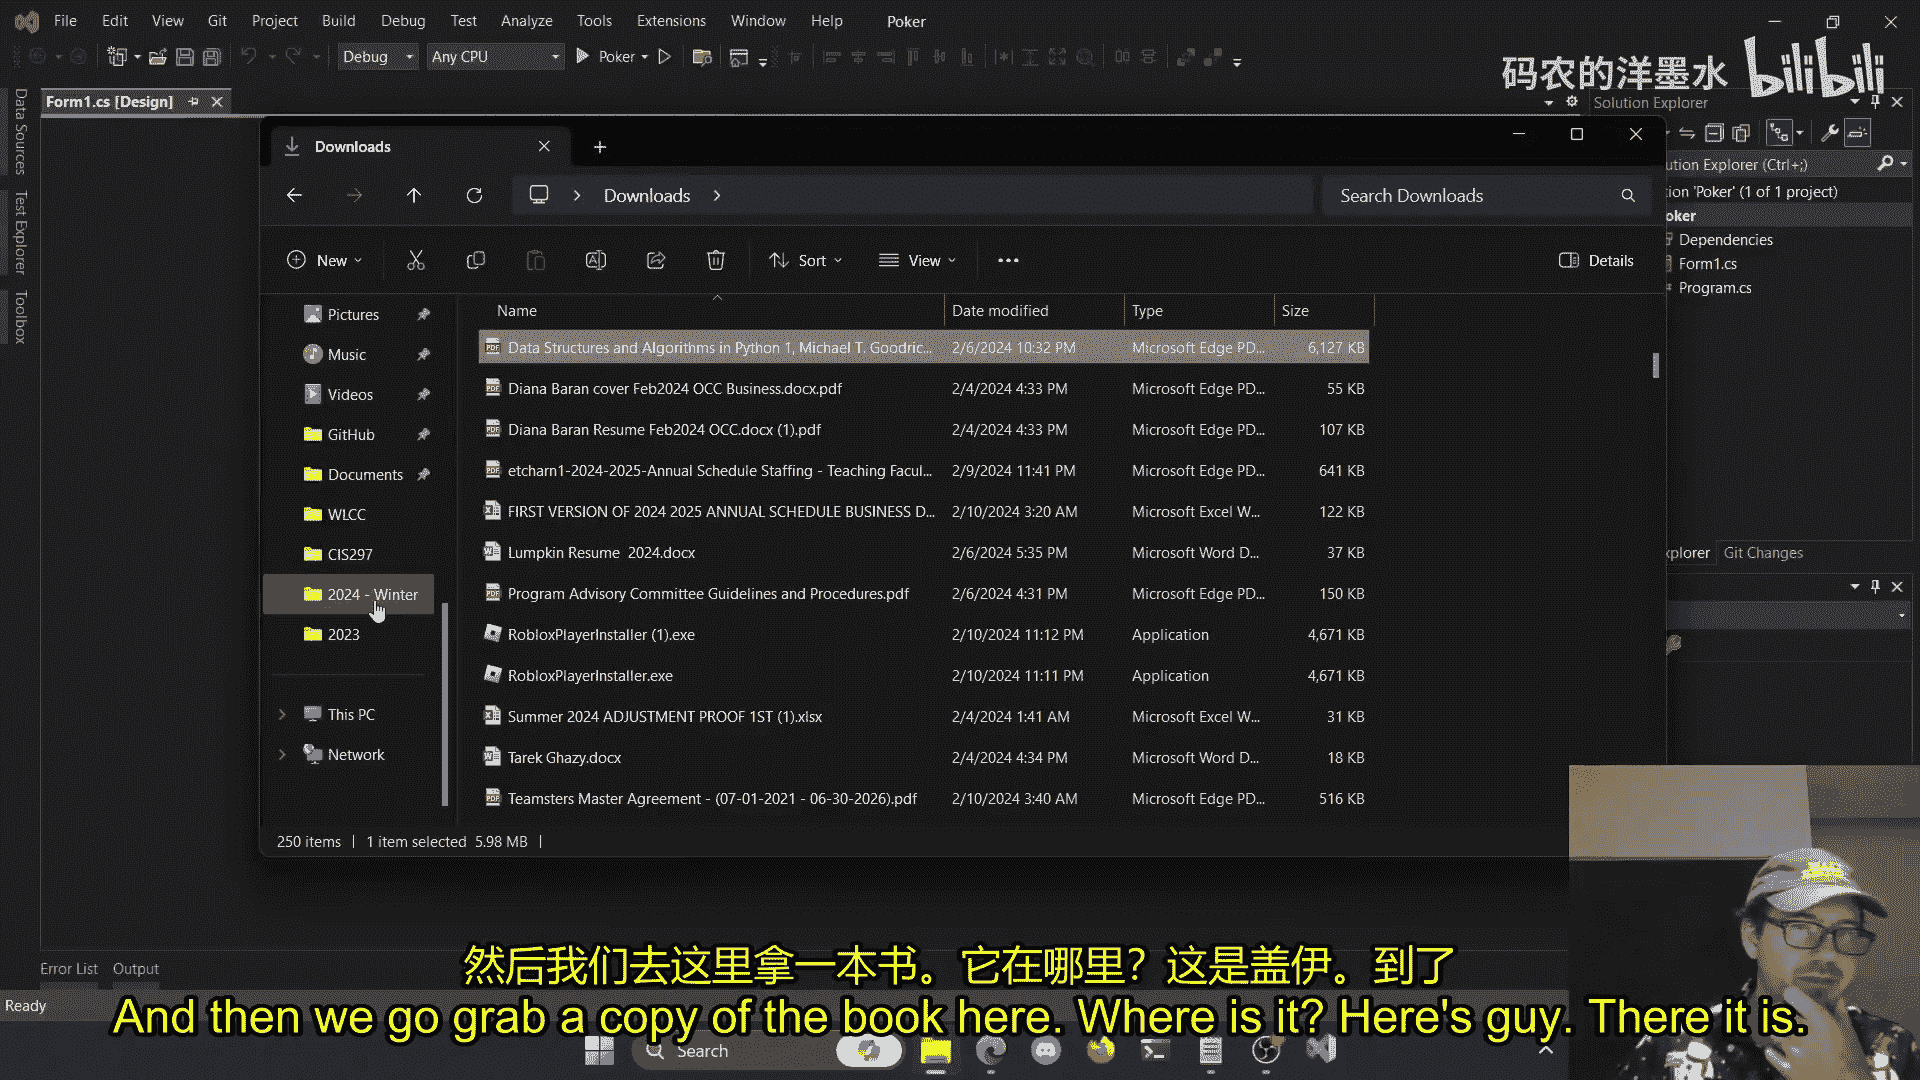 File Edit View Git Project Build Debug Test Analyze Tools Extensions Window Help Poker
Debug Any CPU Poker
码农的洋墨水 bilibili
Form1.cs [Design]
Solution Explorer
Data Sources
Test Explorer
Toolbox
Downloads
Downloads
Search Downloads
New Sort View Details
Name Date modified Type Size
Pictures
Music
Videos
GitHub
Documents
WLCC
CIS297
2024 - Winter
2023
This PC
Network
Data Structures and Algorithms in Python 1, Michael T. Goodric... 2/6/2024 10:32 PM Microsoft Edge PD... 6,127 KB
Diana Baran cover Feb2024 OCC Business.docx.pdf 2/4/2024 4:33 PM Microsoft Edge PD... 55 KB
Diana Baran Resume Feb2024 OCC.docx (1).pdf 2/4/2024 4:33 PM Microsoft Edge PD... 107 KB
etcharn1-2024-2025-Annual Schedule Staffing - Teaching Facul... 2/9/2024 11:41 PM Microsoft Edge PD... 641 KB
FIRST VERSION OF 2024 2025 ANNUAL SCHEDULE BUSINESS D... 2/10/2024 3:20 AM Microsoft Excel W... 122 KB
Lumpkin Resume 2024.docx 2/6/2024 5:35 PM Microsoft Word D... 37 KB
Program Advisory Committee Guidelines and Procedures.pdf 2/6/2024 4:31 PM Microsoft Edge PD... 150 KB
RobloxPlayerInstaller (1).exe 2/10/2024 11:12 PM Application 4,671 KB
RobloxPlayerInstaller.exe 2/10/2024 11:11 PM Application 4,671 KB
Summer 2024 ADJUSTMENT PROOF 1ST (1).xlsx 2/4/2024 1:41 AM Microsoft Excel W... 31 KB
Tarek Ghazy.docx 2/4/2024 4:34 PM Microsoft Word D... 18 KB
Teamsters Master Agreement - (07-01-2021 - 06-30-2026).pdf 2/10/2024 3:40 AM Microsoft Edge PD... 516 KB
250 items 1 item selected 5.98 MB
ution Explorer (Ctrl+;)
ion 'Poker' (1 of 1 project)
oker
Dependencies
Form1.cs
Program.cs
xplorer Git Changes
Error List Output
Ready
然后我们去这里拿一本书。它在哪里？这是盖伊。到了
And then we go grab a copy of the book here. Where is it? Here's guy. There it is.
Search